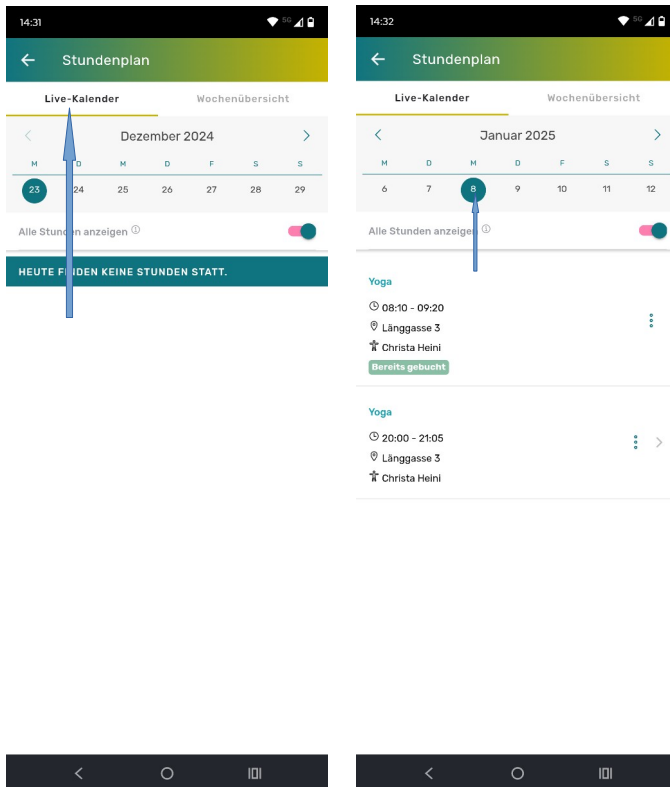 14:31
5G
Stundenplan
Live-Kalender
Wochenübersicht
Dezember 2024
M D M D F S S
23 24 25 26 27 28 29
Alle Stunden anzeigen
HEUTE FINDEN KEINE STUNDEN STATT.
14:32
5G
Stundenplan
Live-Kalender
Wochenübersicht
Januar 2025
M D M D F S S
6 7 8 9 10 11 12
Alle Stunden anzeigen
Yoga
08:10 - 09:20
Länggasse 3
Christa Heini
Bereits gebucht
Yoga
20:00 - 21:05
Länggasse 3
Christa Heini